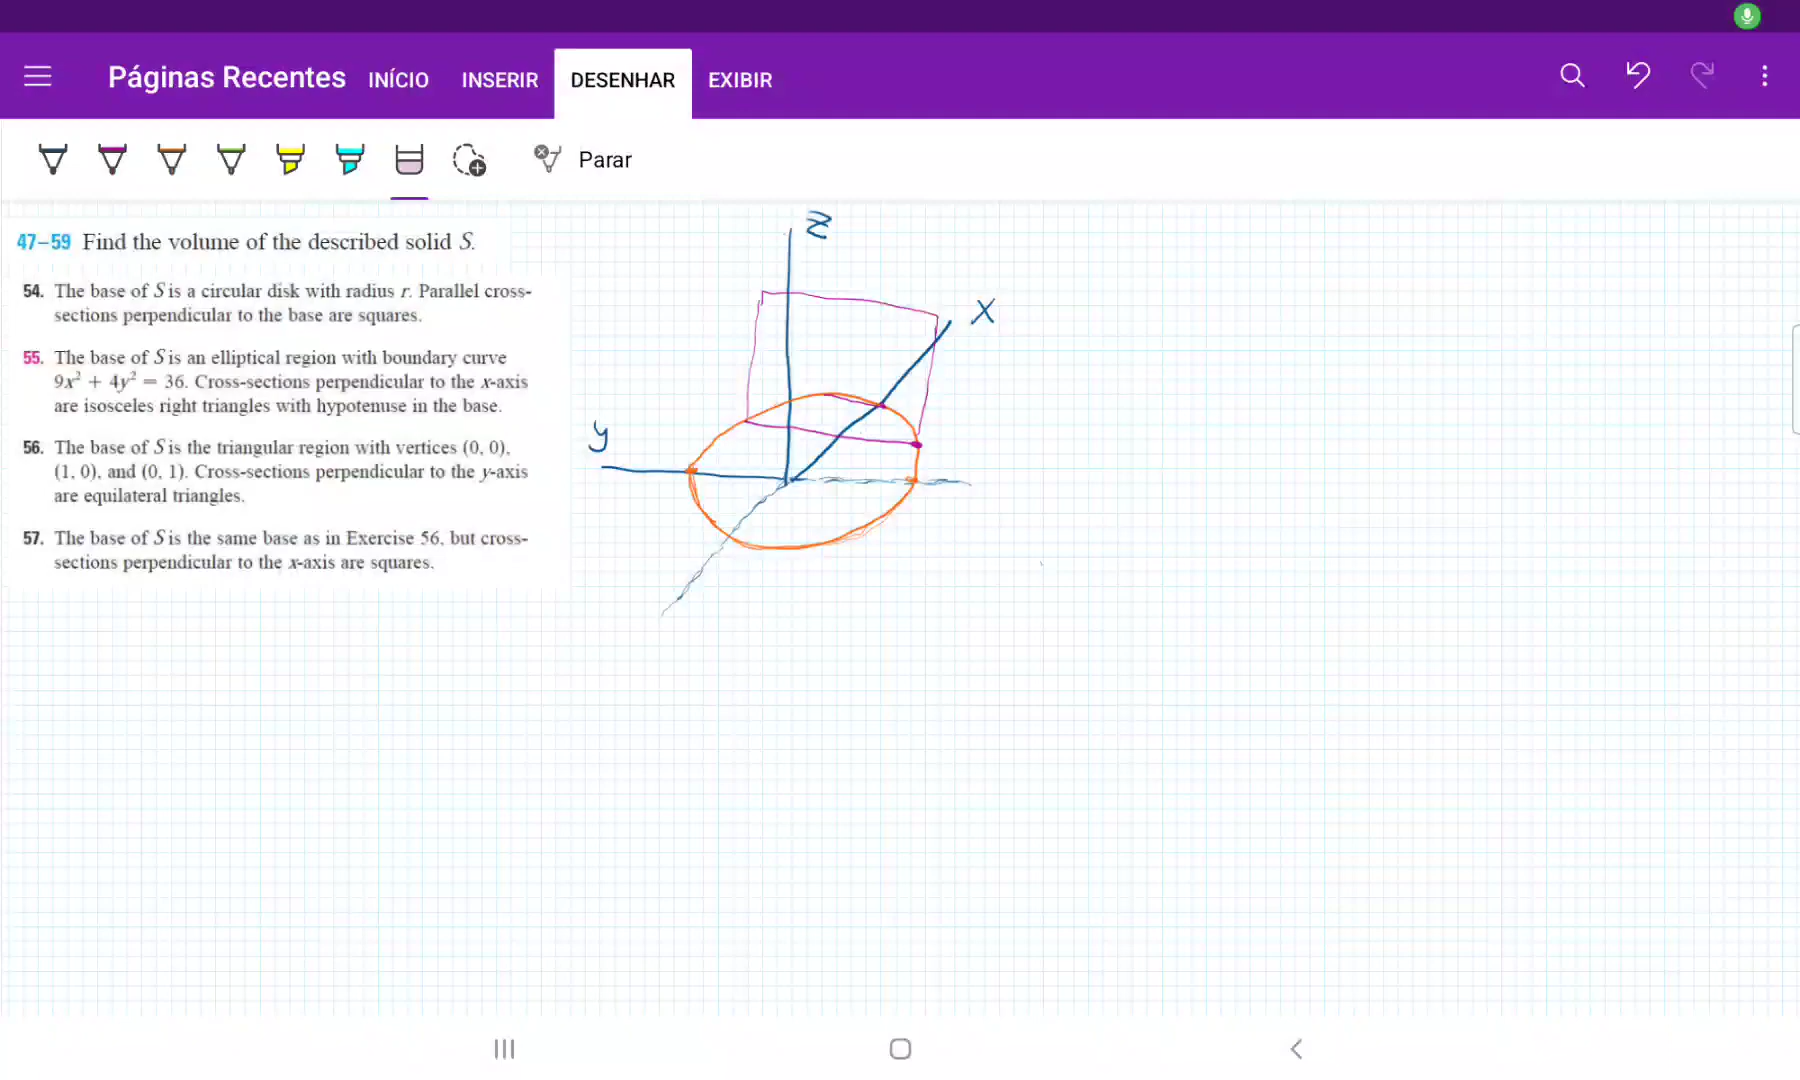 Páginas Recentes INÍCIO INSERIR DESENHAR EXIBIR
Parar
47–59 Find the volume of the described solid S.
54. The base of S is a circular disk with radius r. Parallel cross-
sections perpendicular to the base are squares.
55. The base of S is an elliptical region with boundary curve
9x² + 4y² = 36. Cross-sections perpendicular to the x-axis
are isosceles right triangles with hypotenuse in the base.
56. The base of S is the triangular region with vertices (0, 0),
(1, 0), and (0, 1). Cross-sections perpendicular to the y-axis
are equilateral triangles.
57. The base of S is the same base as in Exercise 56, but cross-
sections perpendicular to the x-axis are squares.
z
x
y